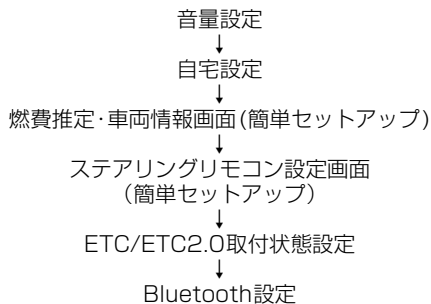 音量設定
↓
自宅設定
↓
燃費推定・車両情報画面(簡単セットアップ)
↓
ステアリングリモコン設定画面
（簡単セットアップ）
↓
ETC/ETC2.0取付状態設定
↓
Bluetooth設定